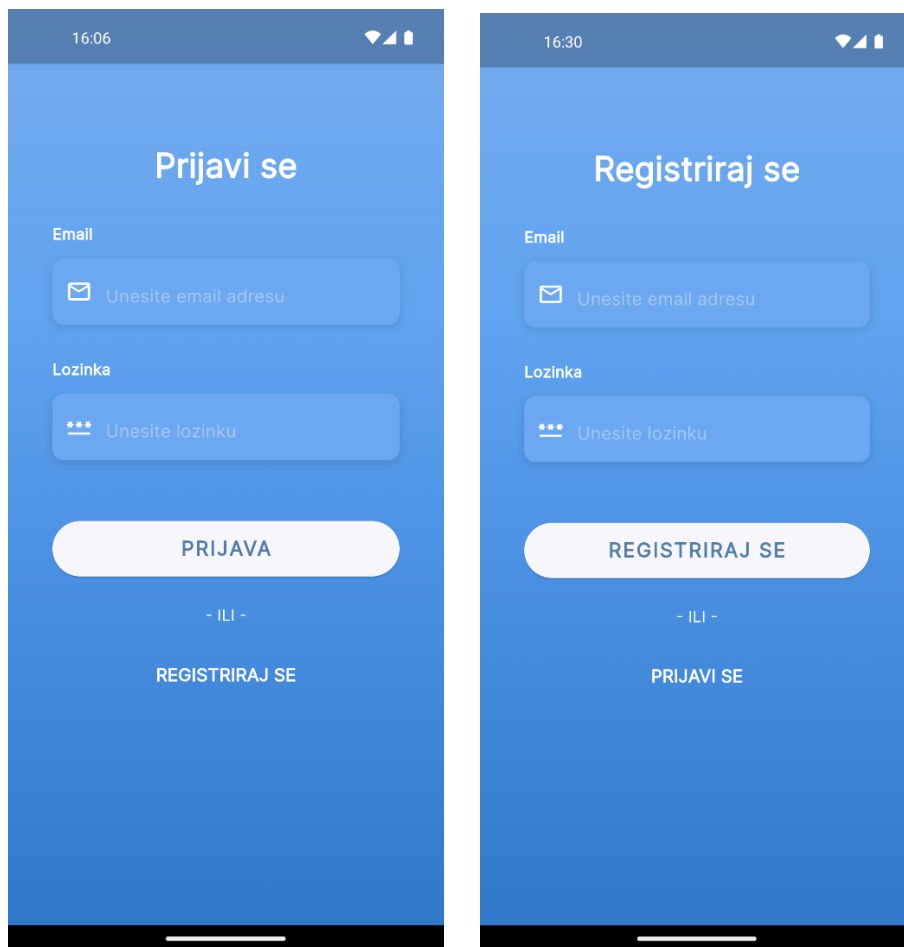 16:06
Prijavi se
Email
Unesite email adresu
Lozinka
Unesite lozinku
PRIJAVA
- ILI -
REGISTRIRAJ SE
16:30
Registriraj se
Email
Unesite email adresu
Lozinka
Unesite lozinku
REGISTRIRAJ SE
- ILI -
PRIJAVI SE